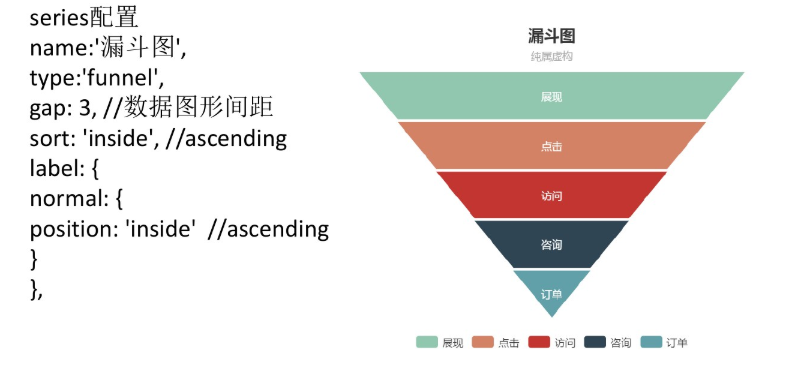 series配置
name:'漏斗图',
type:'funnel',
gap: 3, //数据图形间距
sort: 'inside', //ascending
label: {
normal: {
position: 'inside'  //ascending
}
},
漏斗图
纯属虚构
展现
点击
访问
咨询
订单
展现 点击 访问 咨询 订单